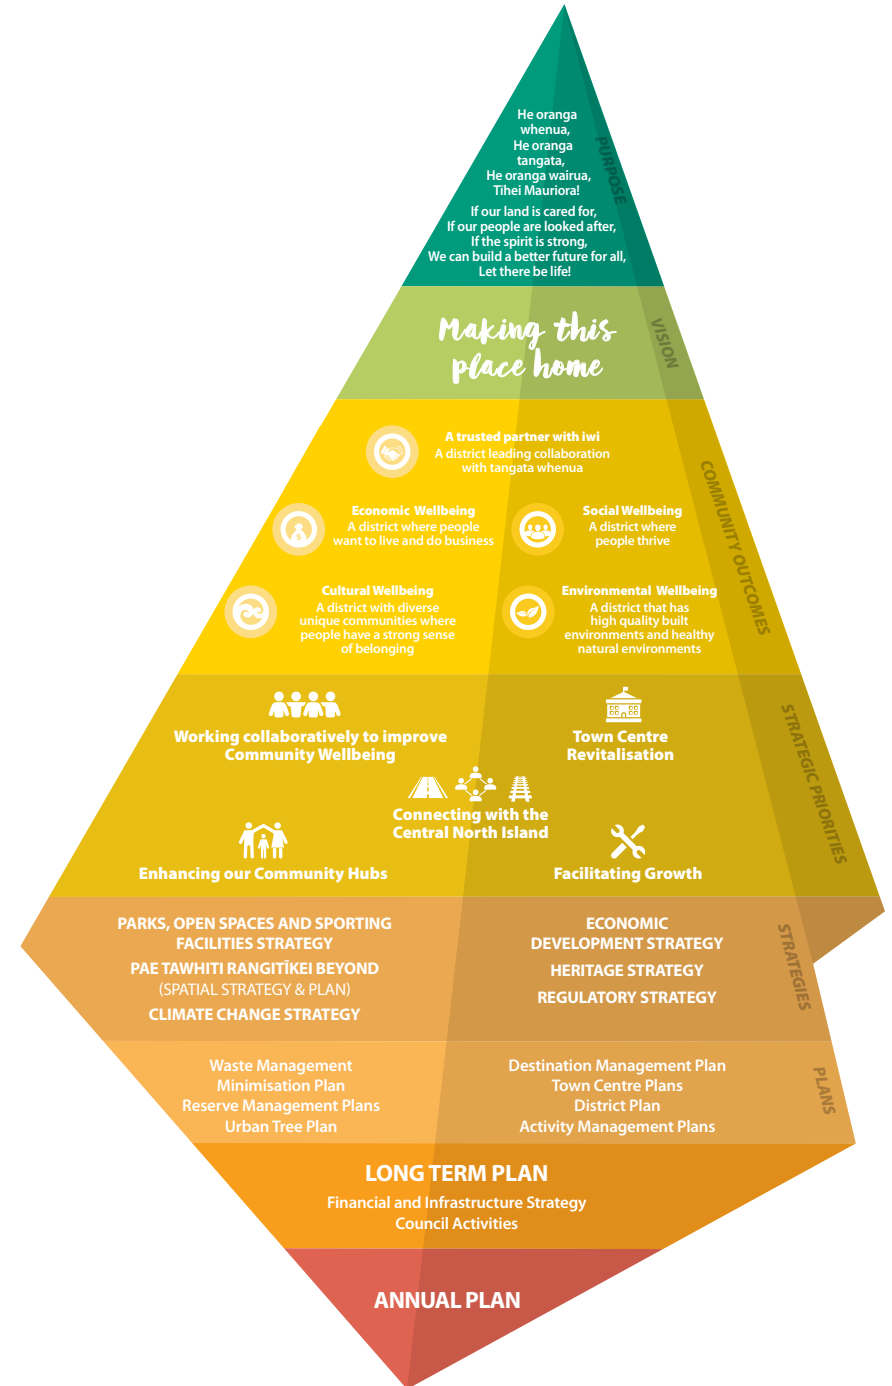 He oranga
whenua,
He oranga
tangata,
He oranga wairua,
Tihei Mauriora!
If our land is cared for,
If our people are looked after,
If the spirit is strong,
We can build a better future for all,
Let there be life!
PURPOSE
Making this
place home
VISION
A trusted partner with iwi
A district leading collaboration
with tangata whenua
Economic Wellbeing
A district where people
want to live and do business
Social Wellbeing
A district where
people thrive
Cultural Wellbeing
A district with diverse
unique communities where
people have a strong sense
of belonging
Environmental Wellbeing
A district that has
high quality built
environments and healthy
natural environments
COMMUNITY OUTCOMES
Working collaboratively to improve
Community Wellbeing
Town Centre
Revitalisation
Connecting with the
Central North Island
Enhancing our Community Hubs
Facilitating Growth
STRATEGIC PRIORITIES
PARKS, OPEN SPACES AND SPORTING
FACILITIES STRATEGY
PAE TAWHITI RANGITĪKEI BEYOND
(SPATIAL STRATEGY & PLAN)
CLIMATE CHANGE STRATEGY
ECONOMIC
DEVELOPMENT STRATEGY
HERITAGE STRATEGY
REGULATORY STRATEGY
STRATEGIES
Waste Management
Minimisation Plan
Reserve Management Plans
Urban Tree Plan
Destination Management Plan
Town Centre Plans
District Plan
Activity Management Plans
PLANS
LONG TERM PLAN
Financial and Infrastructure Strategy
Council Activities
ANNUAL PLAN